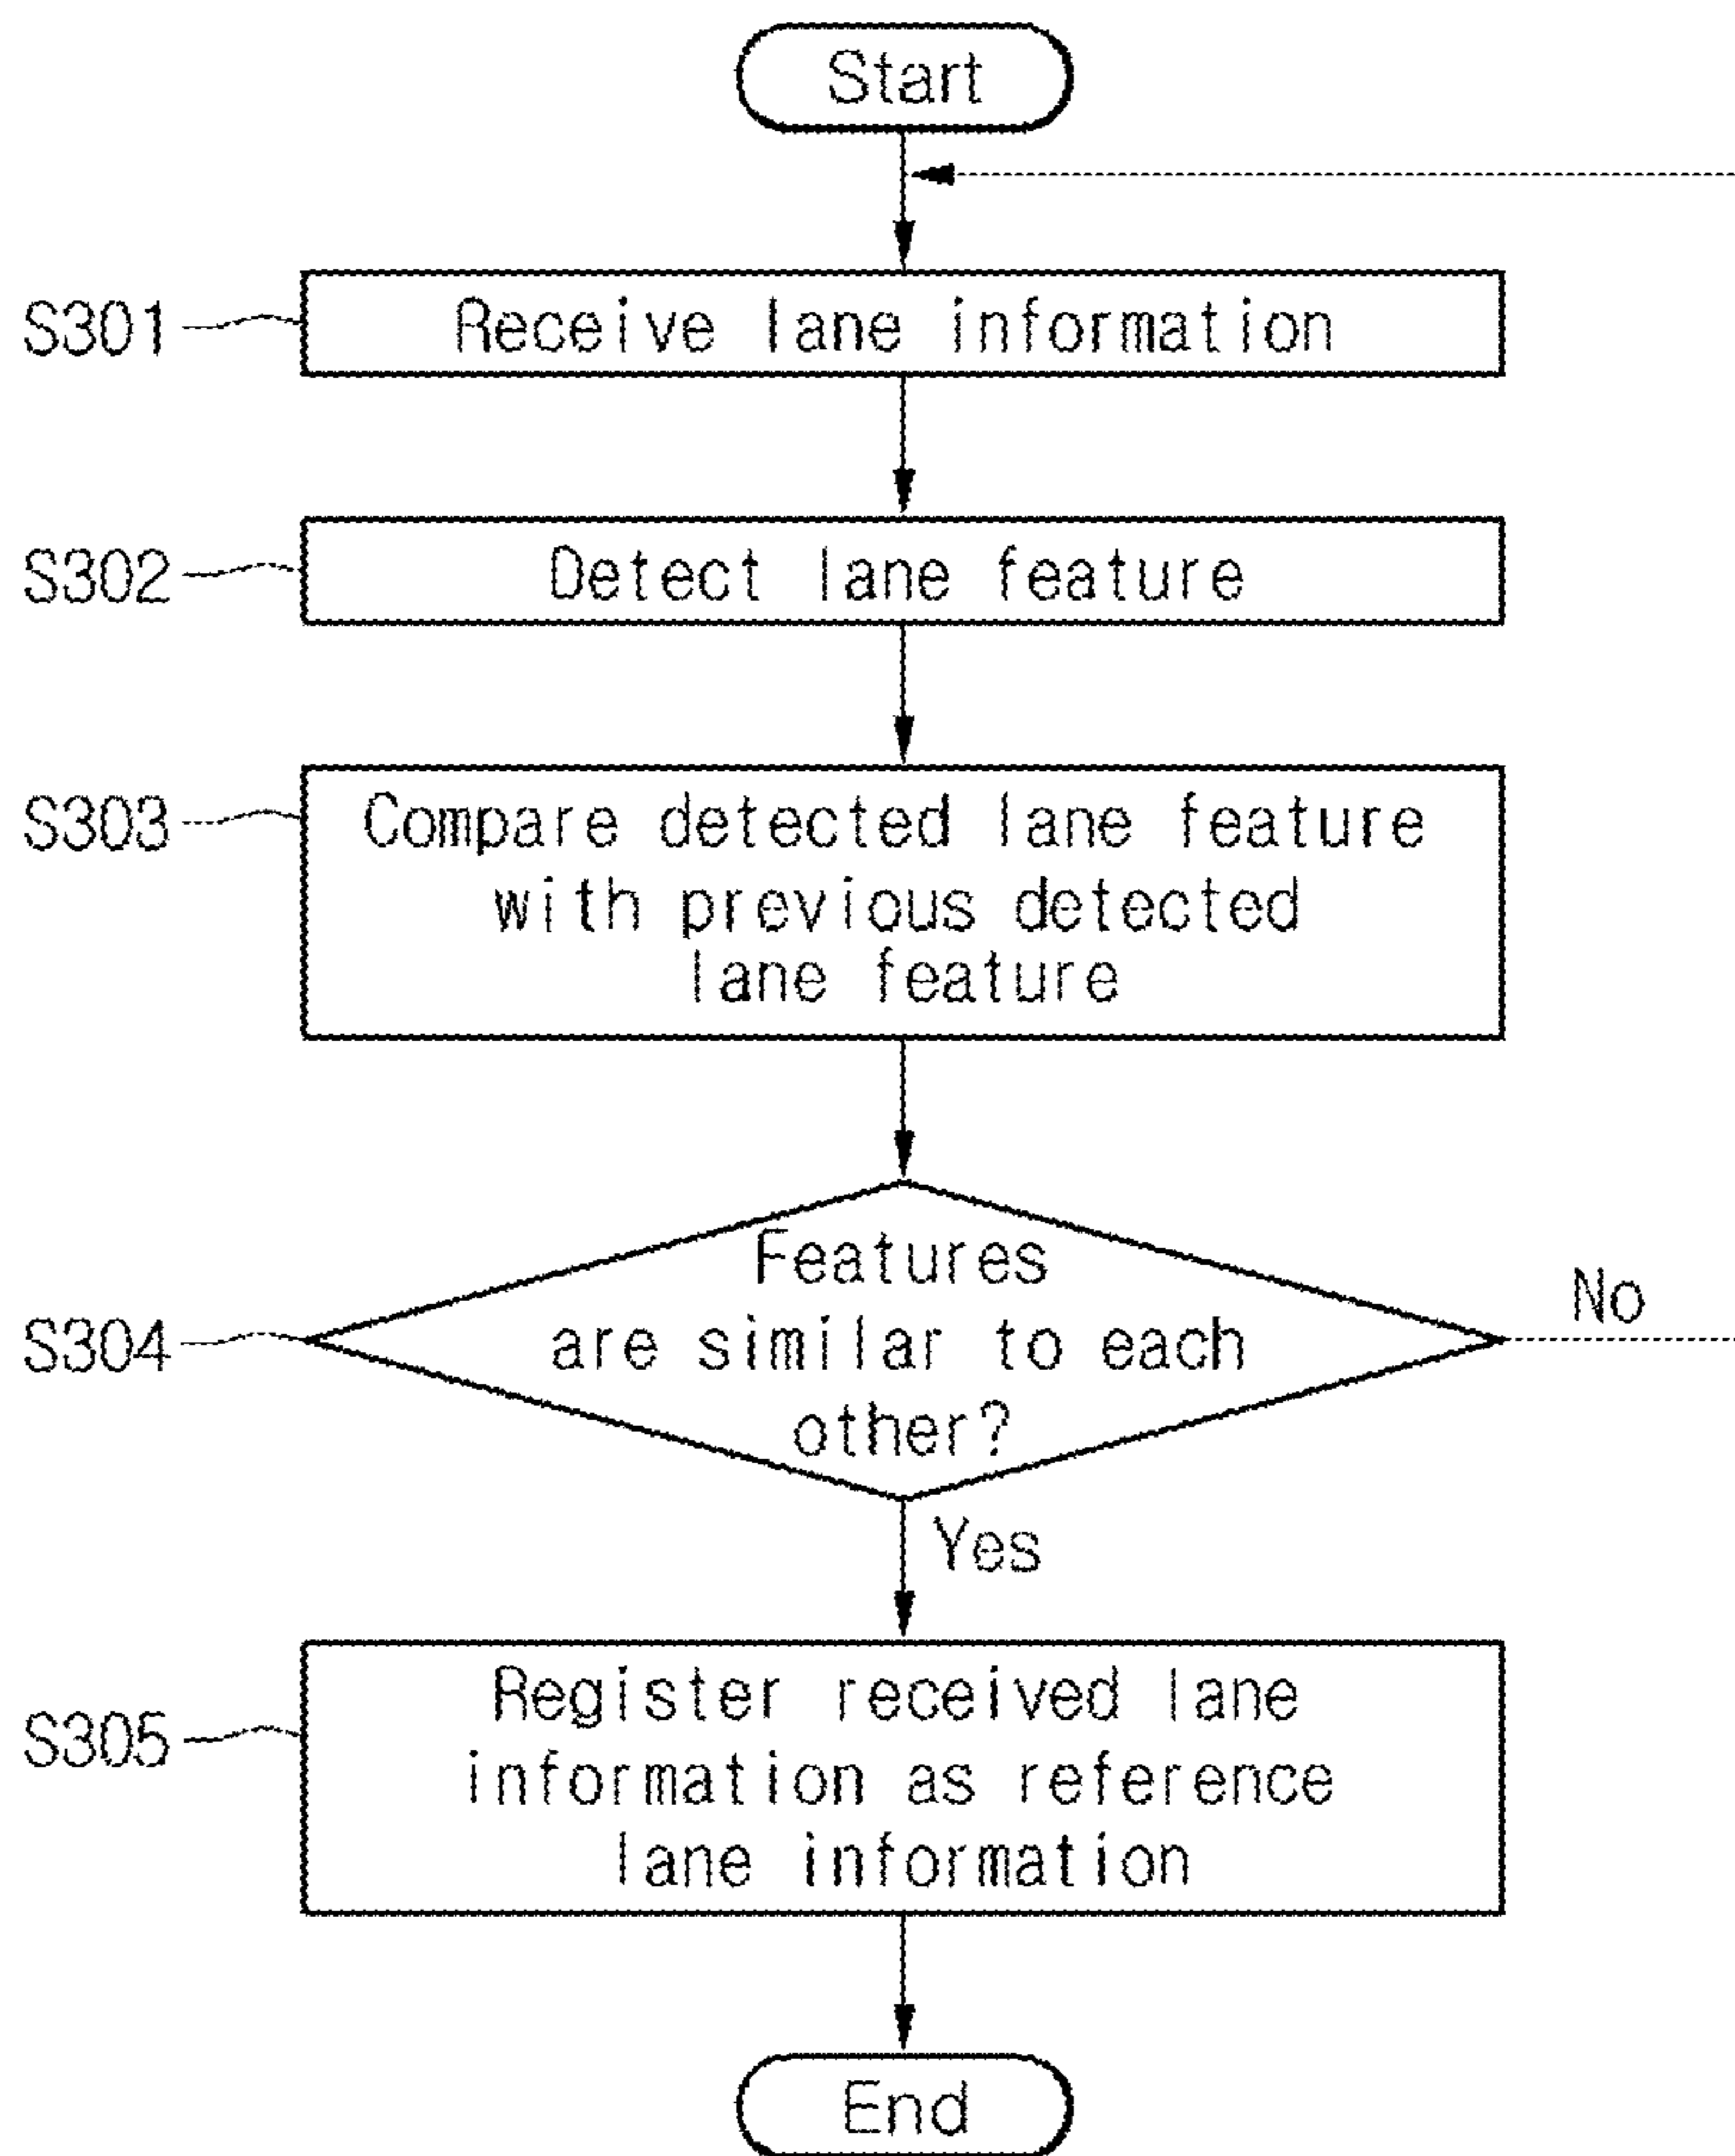 Start
S301
Receive lane information
S302
Detect lane feature
S303
Compare detected lane feature
with previous detected
lane feature
S304
Features
are similar to each
other?
No
Yes
S305
Register received lane
information as reference
lane information
End